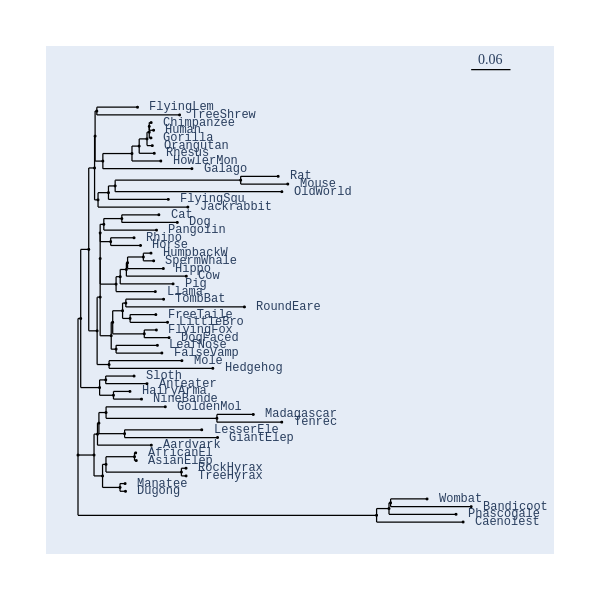 0.06
FlyingLem
TreeShrew
Chimpanzee
Human
Gorilla
Orangutan
Rhesus
HowlerMon
Galago
Rat
Mouse
OldWorld
FlyingSqu
Jackrabbit
Cat
Dog
Pangolin
Rhino
Horse
HumpbackW
SpermWhale
Hippo
Cow
Pig
Llama
TombBat
RoundEare
FreeTaile
LittleBro
FlyingFox
DogFaced
LeafNose
FalseVamp
Mole
Hedgehog
Sloth
Anteater
HairyArma
NineBande
GoldenMol
Madagascar
Tenrec
LesserEle
GiantElep
Aardvark
AfricanEl
AsianElep
RockHyrax
TreeHyrax
Manatee
Dugong
Wombat
Bandicoot
Phascogale
Caenolest